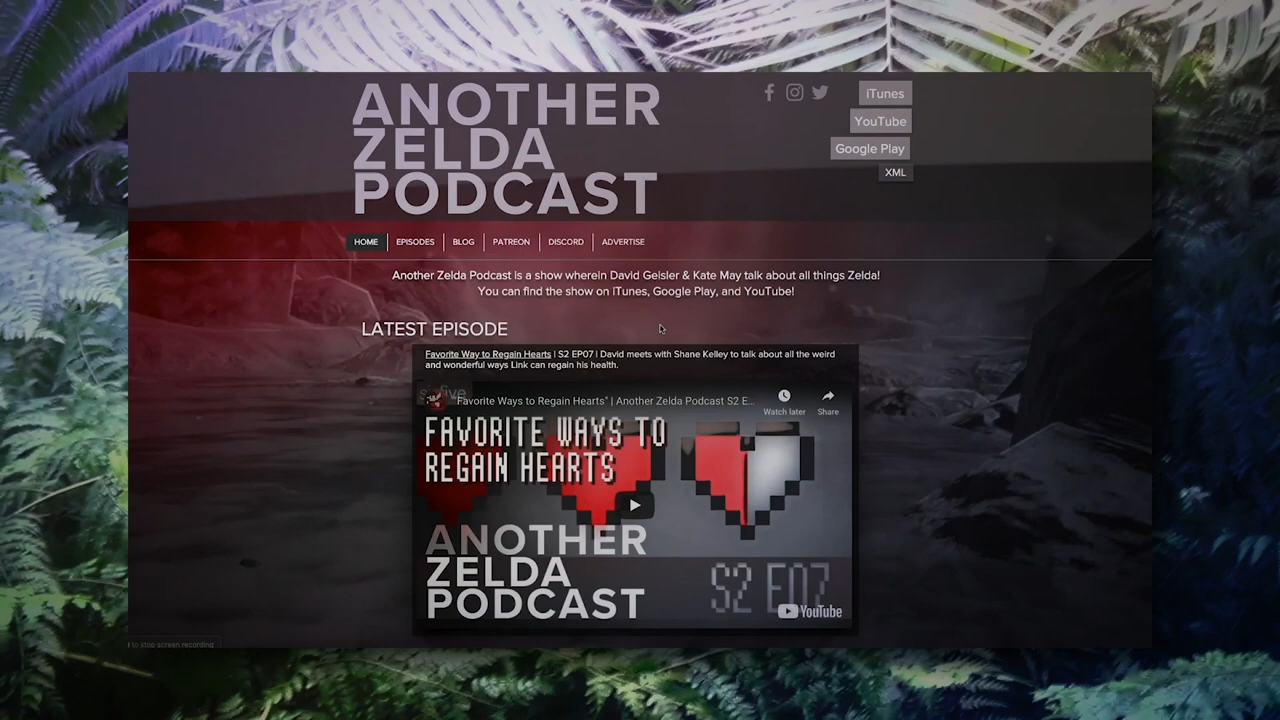 ANOTHER
ZELDA
PODCAST
iTunes
YouTube
Google Play
XML
HOME
EPISODES
BLOG
PATREON
DISCORD
ADVERTISE
Another Zelda Podcast is a show wherein David Geisler & Kate May talk about all things Zelda!
You can find the show on iTunes, Google Play, and YouTube!
LATEST EPISODE
Favorite Way to Regain Hearts | S2 EP07 | David meets with Shane Kelley to talk about all the weird
and wonderful ways Link can regain his health.
"Favorite Ways to Regain Hearts" | Another Zelda Podcast S2 E...
Watch later
Share
FAVORITE WAYS TO
REGAIN HEARTS
ANOTHER
ZELDA
PODCAST
S2 E07
YouTube
to stop screen recording